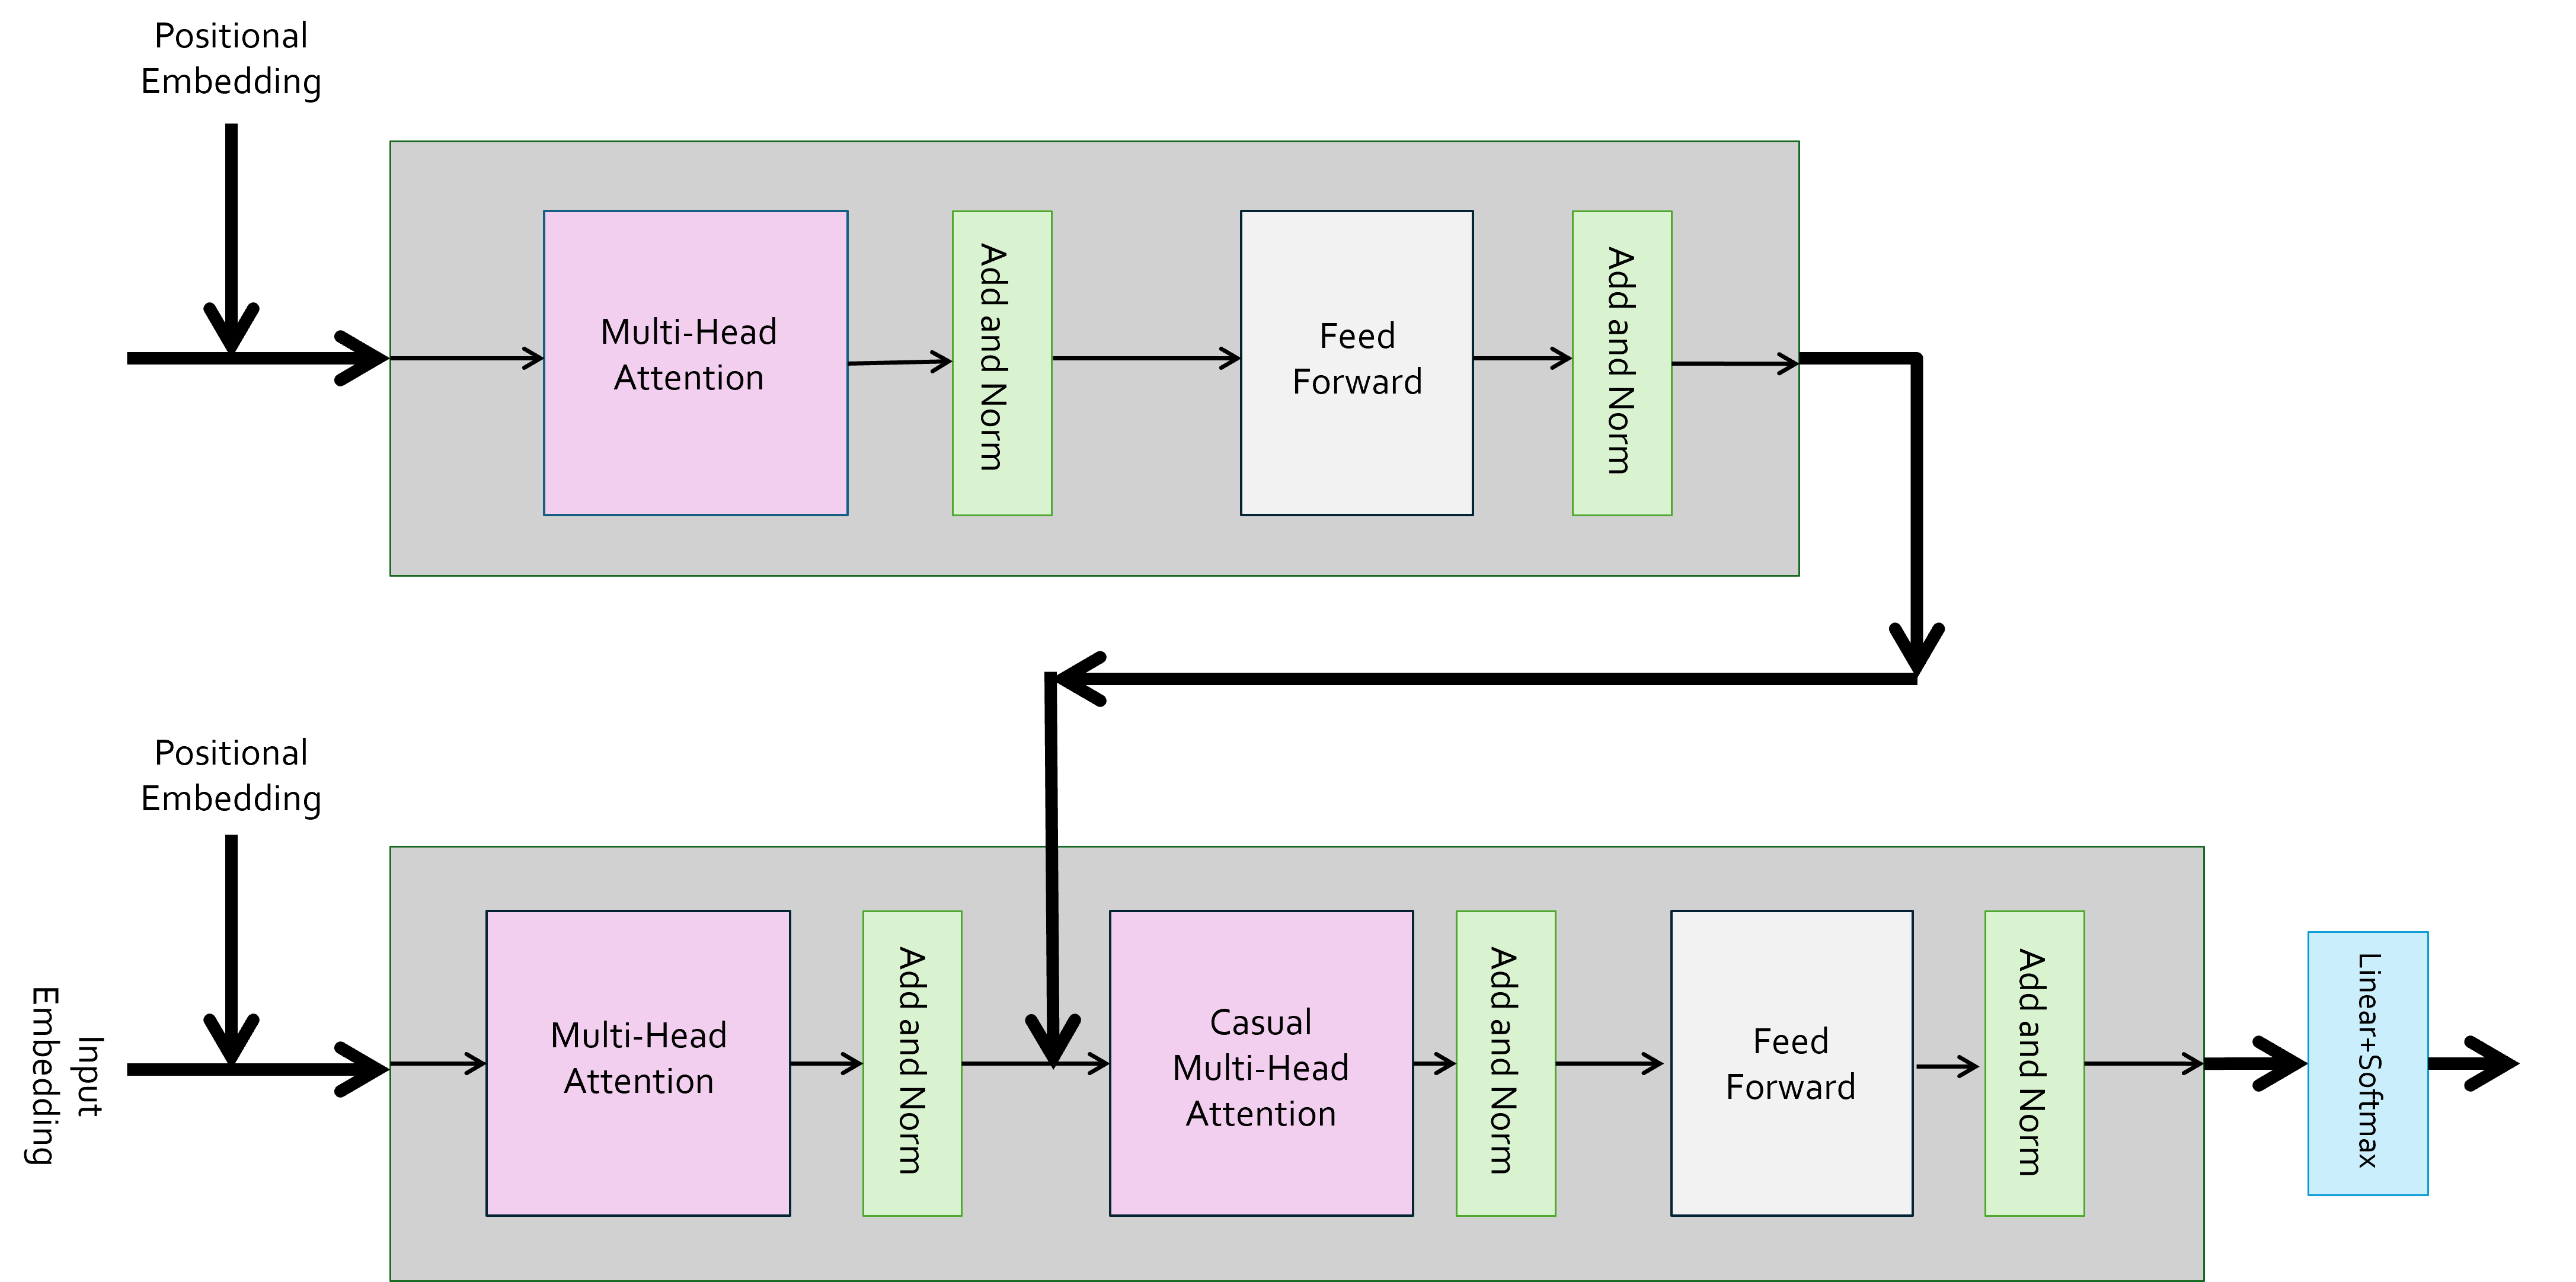 Positional
Embedding
Multi-Head
Attention
Add and Norm
Feed
Forward
Add and Norm
Positional
Embedding
Input
Embedding
Multi-Head
Attention
Add and Norm
Casual
Multi-Head
Attention
Add and Norm
Feed
Forward
Add and Norm
Linear+Softmax